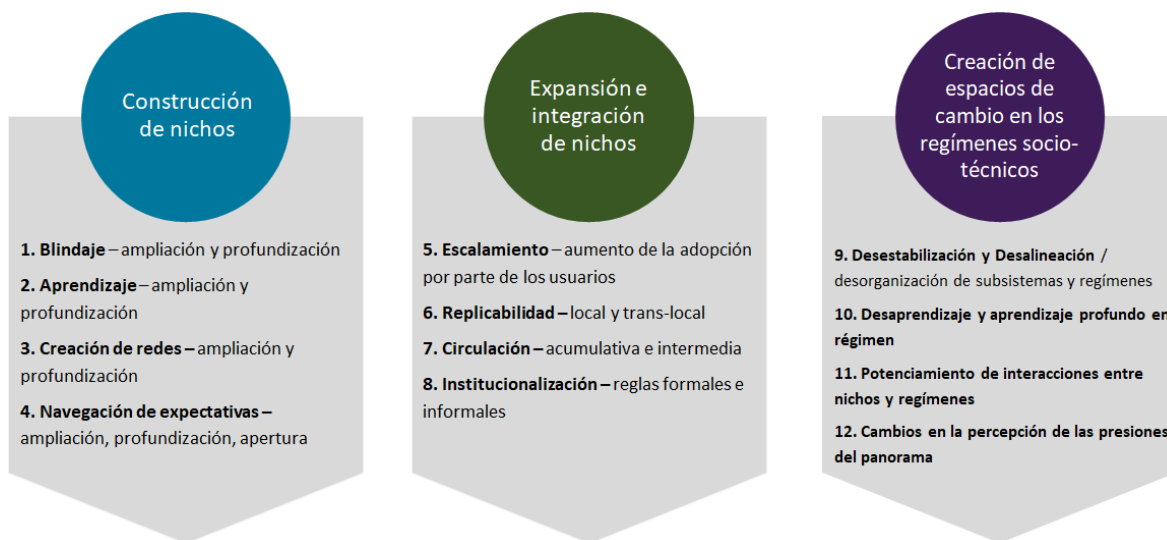 Construcción
de nichos
1. Blindaje – ampliación y profundización
2. Aprendizaje – ampliación y
profundización
3. Creación de redes – ampliación y
profundización
4. Navegación de expectativas –
ampliación, profundización, apertura
Expansión e
integración
de nichos
5. Escalamiento – aumento de la adopción
por parte de los usuarios
6. Replicabilidad – local y trans-local
7. Circulación – acumulativa e intermedia
8. Institucionalización – reglas formales e
informales
Creación de
espacios de
cambio en los
regímenes socio-
técnicos
9. Desestabilización y Desalineación /
desorganización de subsistemas y regímenes
10. Desaprendizaje y aprendizaje profundo en
régimen
11. Potenciamiento de interacciones entre
nichos y regímenes
12. Cambios en la percepción de las presiones
del panorama